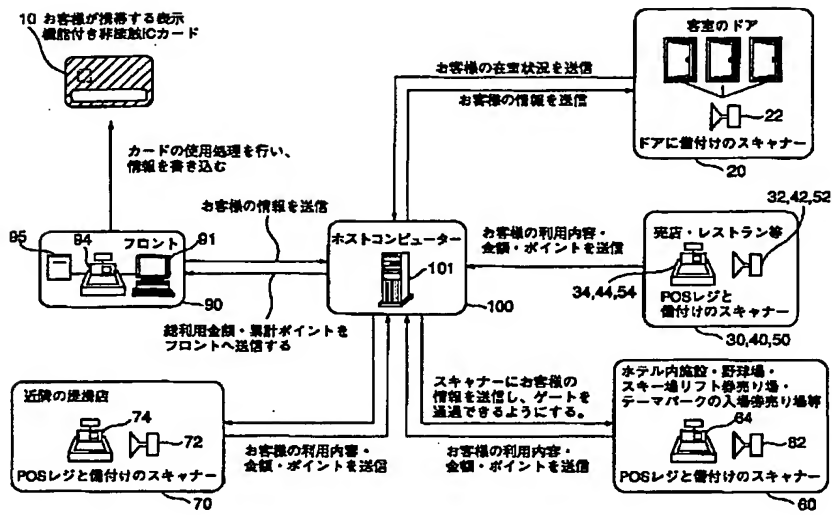 10 お客様が携帯する表示
機能付き非接触ICカード
カードの使用処理を行い、
情報を書き込む
お客様の情報を送信
95
94
フロント
91
90
総利用金額・累計ポイントを
フロントへ送信する
ホストコンピューター
101
100
お客様の在室状況を送信
お客様の情報を送信
客室のドア
22
ドアに備付けのスキャナー
20
32,42,52
お客様の利用内容・
金額・ポイントを送信
売店・レストラン等
34,44,54
POSレジと
備付けのスキャナー
30,40,50
近隣の提携店
74
72
POSレジと備付けのスキャナー
70
お客様の利用内容・
金額・ポイントを送信
スキャナーにお客様の
情報を送信し、ゲートを
通過できるようにする。
お客様の利用内容・
金額・ポイントを送信
ホテル内施設・野球場・
スキー場リフト券売り場・
テーマパークの入場券売り場等
64
62
POSレジと備付けのスキャナー
60